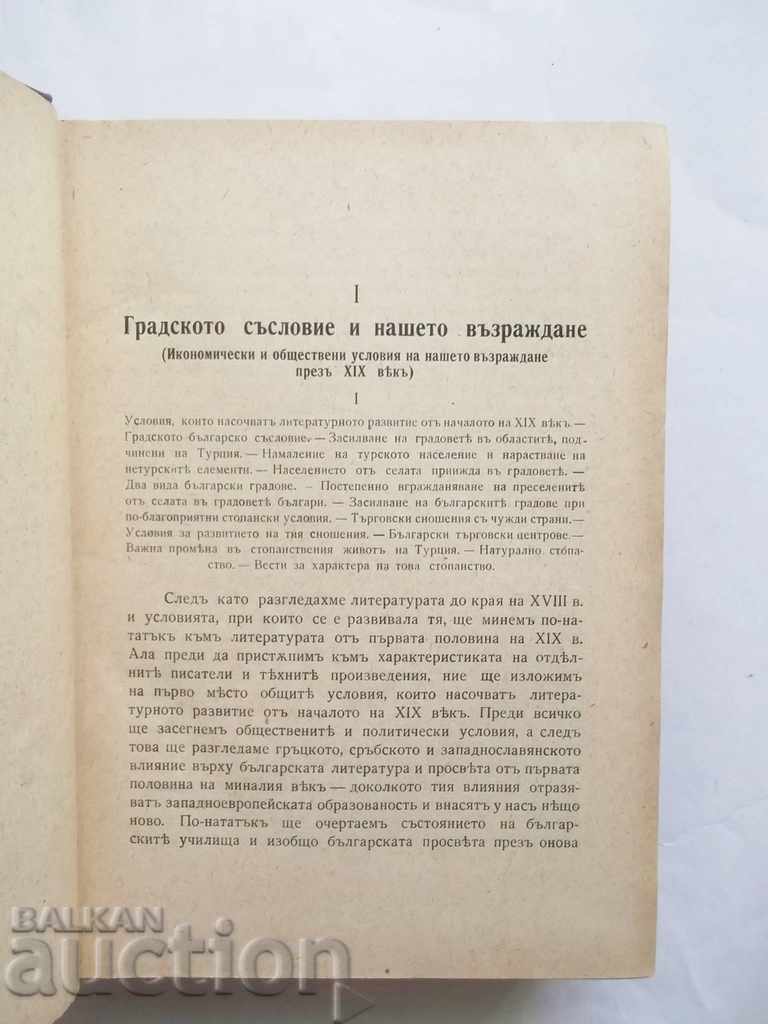 I
Градското съсловие и нашето възраждане
(Икономически и обществени условия на нашето възраждане
презъ XIX вѣкъ)
I
Условия, които насочватъ литературното развитие отъ началото на XIX вѣкъ. —
Градското българско съсловие. — Засилване на градоветѣ въ областитѣ, под-
чинени на Турция. — Намаление на турското население и нарастване на
нетурскитѣ елементи. — Населението отъ селата приижда въ градоветѣ. —
Два вида български градове. — Постепенно вгражданяване на преселенитѣ
отъ селата въ градоветѣ българи. — Засилване на българскитѣ градове при
по-благоприятни стопански условия. — Търговски сношения съ чужди страни. —
Условия за развитието на тия сношения. — Български търговски центрове. —
Важна промѣна въ стопанствения животъ на Турция. — Натурално стопа-
нство. — Вести за характера на това стопанство.
Следъ като разгледахме литературата до края на XVIII в.
и условията, при които се е развивала тя, ще минемъ по-на-
татъкъ къмъ литературата отъ първата половина на XIX в.
Ала преди да пристѫпимъ къмъ характеристиката на отдѣл-
нитѣ писатели и тѣхнитѣ произведения, ние ще изложимъ
на първо мѣсто общитѣ условия, които насочватъ литера-
турното развитие отъ началото на XIX вѣкъ. Преди всичко
ще засегнемъ общественитѣ и политически условия, а следъ
това ще разгледаме гръцкото, сръбското и западнославянското
влияние върху българската литература и просвѣта отъ първата
половина на миналия вѣкъ — доколкото тия влияния отразя-
ватъ западноевропейската образованость и внасятъ у насъ нѣщо
ново. По-нататъкъ ще очертаемъ състоянието на българ-
скитѣ училища и изобщо българската просвѣта презъ онова
BALKAN
auction